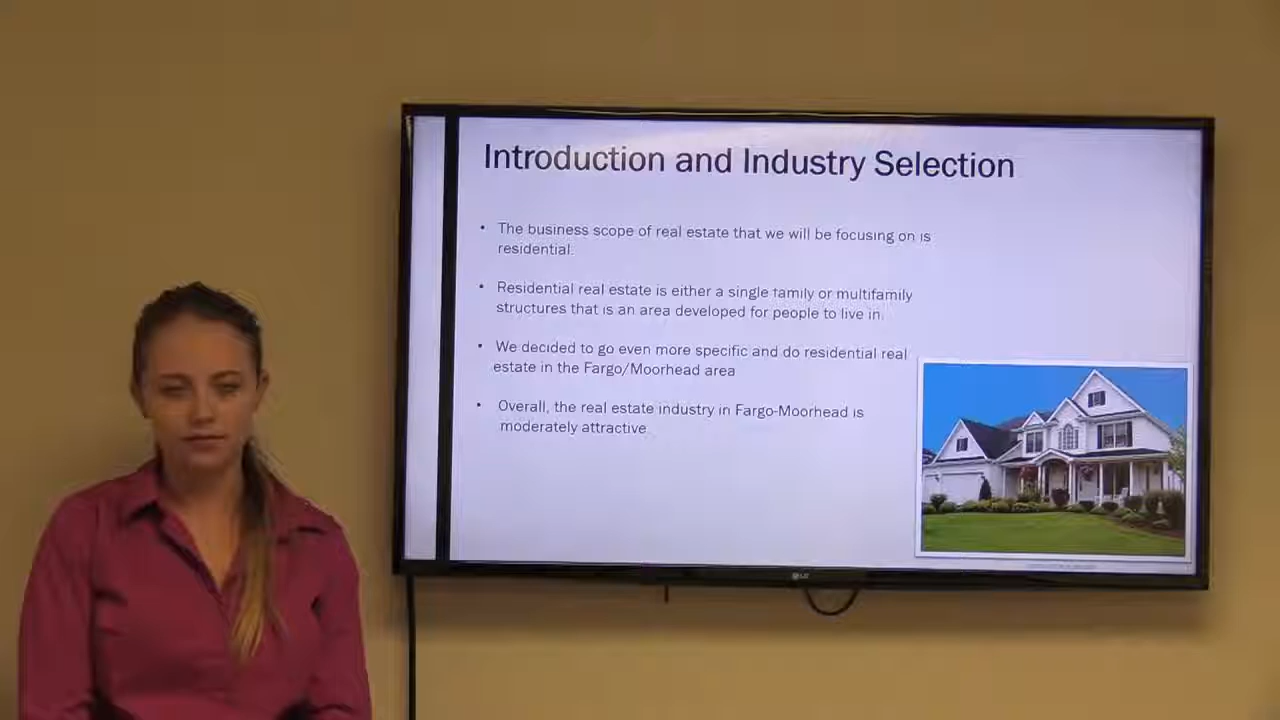 Introduction and Industry Selection
• The business scope of real estate that we will be focusing on is
residential.
• Residential real estate is either a single family or multifamily
structures that is an area developed for people to live in.
• We decided to go even more specific and do residential real
estate in the Fargo/Moorhead area
• Overall, the real estate industry in Fargo-Moorhead is
moderately attractive
LG